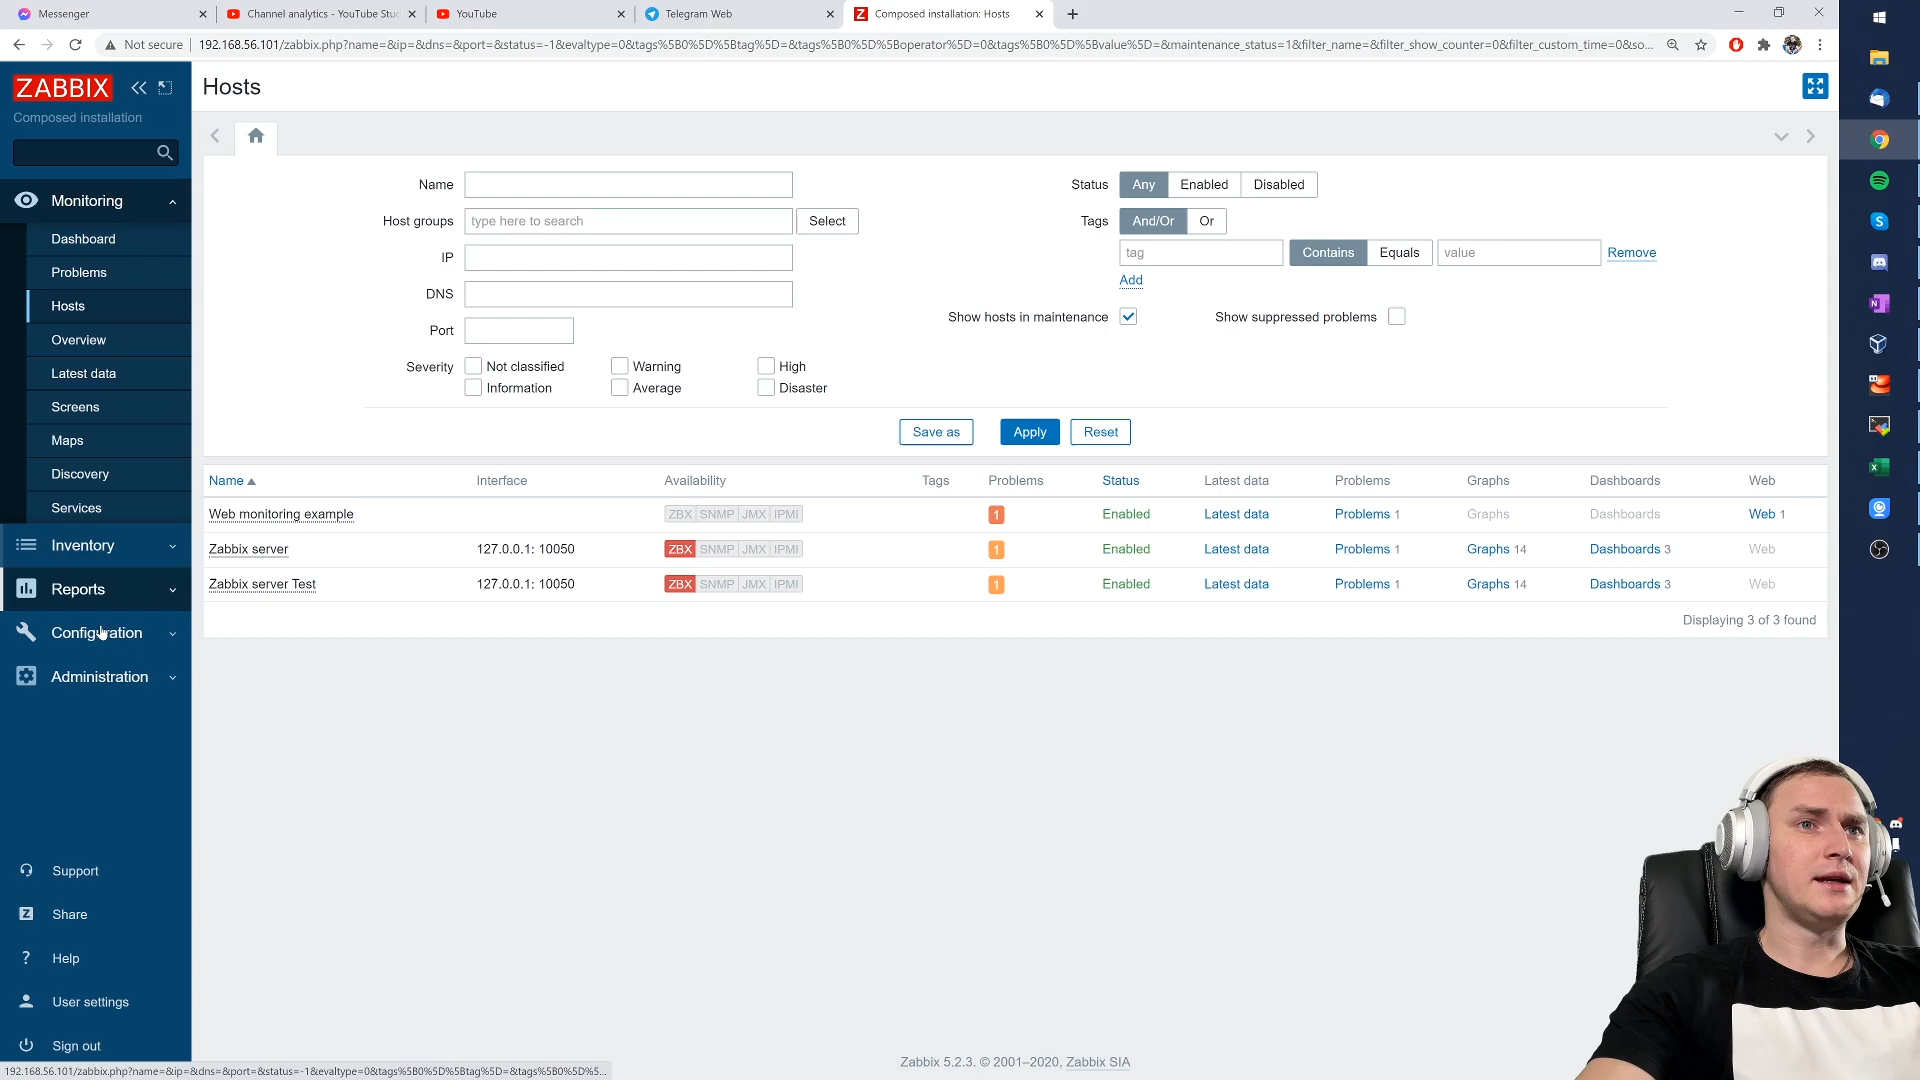 Messenger
Channel analytics - YouTube Stud
YouTube
Telegram Web
Composed installation: Hosts
Not secure
192.168.56.101/zabbix.php?name=&ip=&dns=&port=&status=-1&evaltype=0&tags%5B0%5D%5Btag%5D=&tags%5B0%5D%5Boperator%5D=0&tags%5B0%5D%5Bvalue%5D=&maintenance_status=1&filter_name=&filter_show_counter=0&filter_custom_time=0&so...
ZABBIX
Composed installation
Monitoring
Dashboard
Problems
Hosts
Overview
Latest data
Screens
Maps
Discovery
Services
Inventory
Reports
Configuration
Administration
Support
Share
Help
User settings
Sign out
Hosts
Name
Host groups type here to search Select
IP
DNS
Port
Severity Not classified Warning High
Information Average Disaster
Status Any Enabled Disabled
Tags And/Or Or
tag Contains Equals value Remove
Add
Show hosts in maintenance Show suppressed problems
Save as Apply Reset
Name Interface Availability Tags Problems Status Latest data Problems Graphs Dashboards Web
Web monitoring example ZBX SNMP JMX IPMI 1 Enabled Latest data Problems 1 Graphs Dashboards Web 1
Zabbix server 127.0.0.1: 10050 ZBX SNMP JMX IPMI 1 Enabled Latest data Problems 1 Graphs 14 Dashboards 3 Web
Zabbix server Test 127.0.0.1: 10050 ZBX SNMP JMX IPMI 1 Enabled Latest data Problems 1 Graphs 14 Dashboards 3 Web
Displaying 3 of 3 found
Zabbix 5.2.3. © 2001–2020, Zabbix SIA
192.168.56.101/zabbix.php?name=&ip=&dns=&port=&status=-1&evaltype=0&tags%5B0%5D%5Btag%5D=&tags%5B0%5D%5...